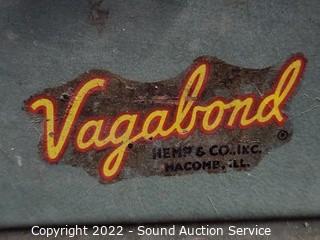 Vagabond
®
HEMP & CO., INC.
MACOMB, ILL.
Copyright 2022 - Sound Auction Service